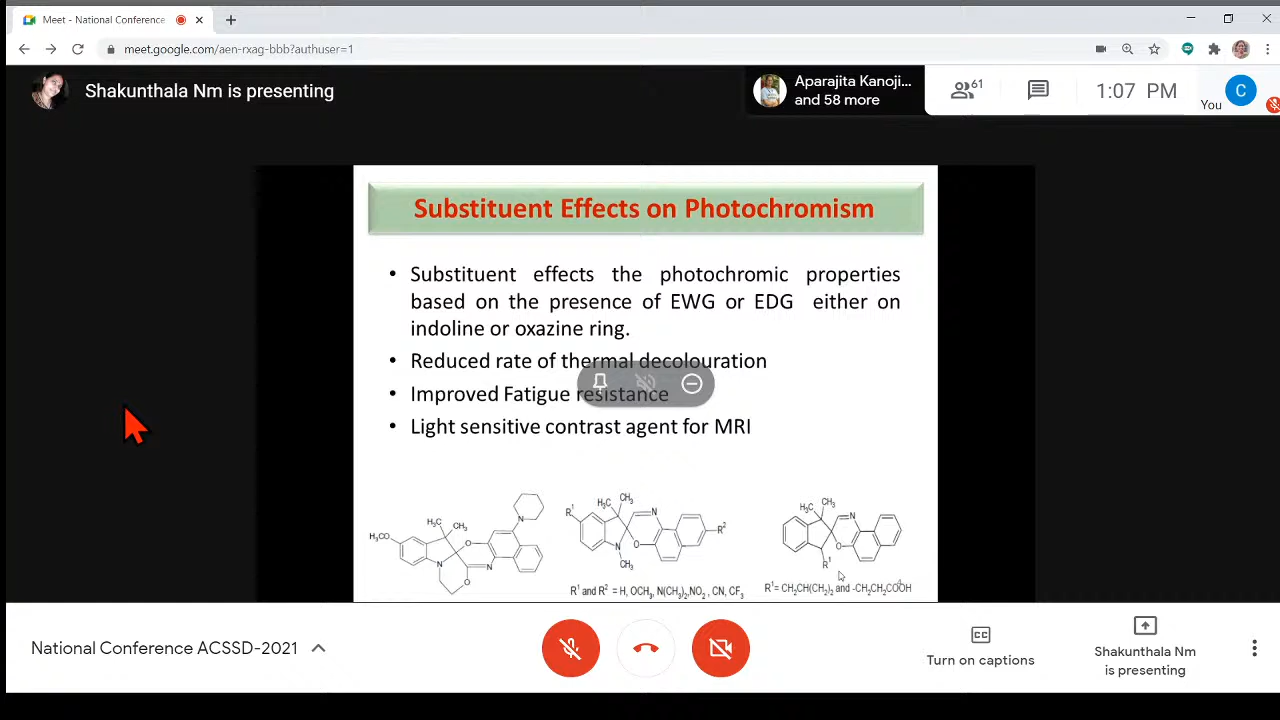 Meet - National Conference
meet.google.com/aen-rxag-bbb?authuser=1
Shakunthala Nm is presenting
Aparajita Kanoji...
and 58 more
61
1:07 PM
You
C
Substituent Effects on Photochromism
• Substituent effects the photochromic properties
based on the presence of EWG or EDG either on
indoline or oxazine ring.
• Reduced rate of thermal decolouration
• Improved Fatigue resistance
• Light sensitive contrast agent for MRI
H₃CO
H₃C
CH₃
N
O
N
O
N
R¹
H₃C
CH₃
N
CH₃
N
O
R²
R¹ and R² = H, OCH₃, N(CH₃)₂,NO₂ , CN, CF₃
H₃C
CH₃
N
O
R¹
R¹= CH₂CH(CH₂)₂ and -CH₂CH₂COOH
National Conference ACSSD-2021
Turn on captions
Shakunthala Nm
is presenting